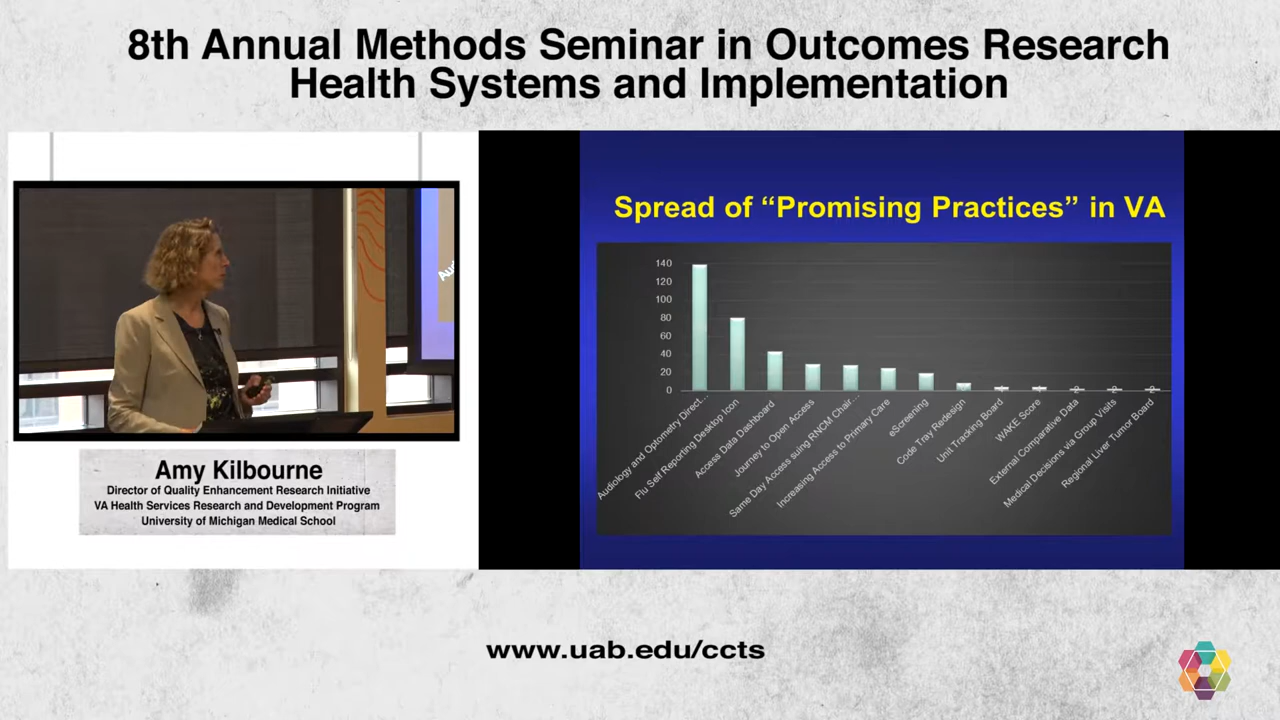 8th Annual Methods Seminar in Outcomes Research
Health Systems and Implementation
Amy Kilbourne
Director of Quality Enhancement Research Initiative
VA Health Services Research and Development Program
University of Michigan Medical School
Spread of “Promising Practices” in VA
140
120
100
80
60
40
20
0
Audiology and Optometry Direct...
Flu Self Reporting Desktop Icon
Access Data Dashboard
Journey to Open Access
Same Day Access suing RNCM Chair...
Increasing Access to Primary Care
eScreening
Code Tray Redesign
Unit Tracking Board
WAKE Score
External Comparative Data
Medical Decisions via Group Visits
Regional Liver Tumor Board
www.uab.edu/ccts